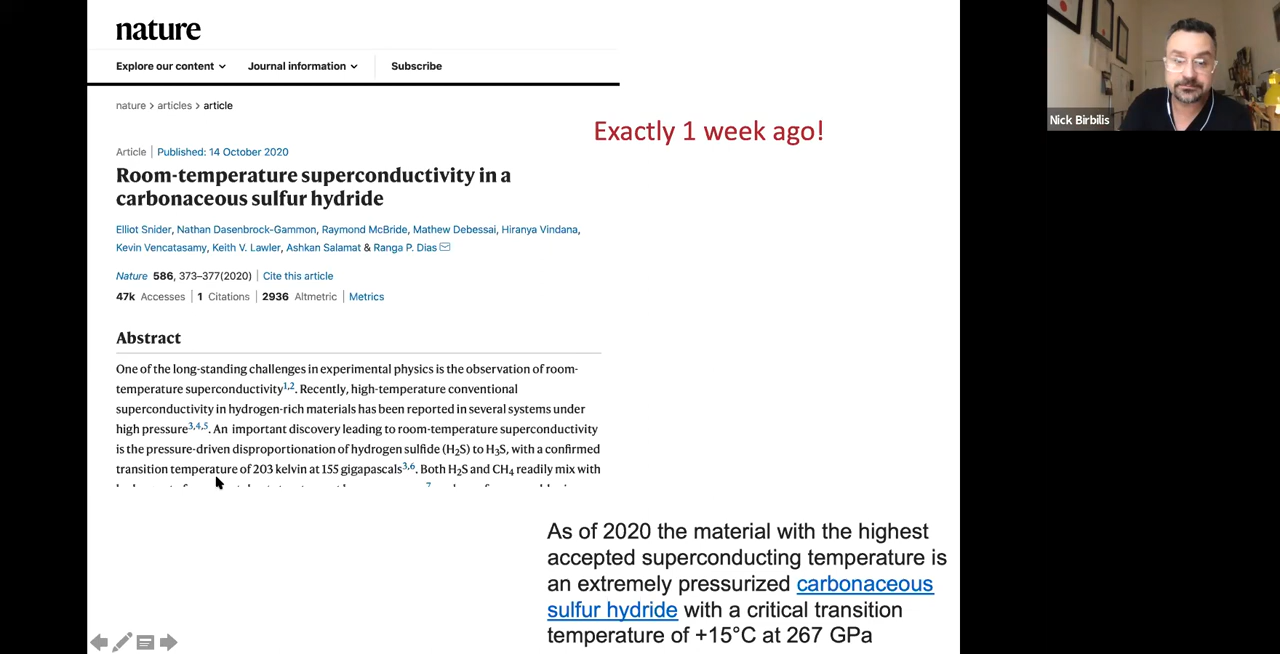 nature
Explore our content
Journal information
Subscribe
nature > articles > article
Exactly 1 week ago!
Article | Published: 14 October 2020
Room-temperature superconductivity in a
carbonaceous sulfur hydride
Elliot Snider, Nathan Dasenbrock-Gammon, Raymond McBride, Mathew Debessai, Hiranya Vindana,
Kevin Vencatasamy, Keith V. Lawler, Ashkan Salamat & Ranga P. Dias
Nature 586, 373–377(2020) | Cite this article
47k Accesses | 1 Citations | 2936 Altmetric | Metrics
Abstract
One of the long-standing challenges in experimental physics is the observation of room-
temperature superconductivity1,2. Recently, high-temperature conventional
superconductivity in hydrogen-rich materials has been reported in several systems under
high pressure3,4,5. An important discovery leading to room-temperature superconductivity
is the pressure-driven disproportionation of hydrogen sulfide (H2S) to H3S, with a confirmed
transition temperature of 203 kelvin at 155 gigapascals3,6. Both H2S and CH4 readily mix with
As of 2020 the material with the highest
accepted superconducting temperature is
an extremely pressurized carbonaceous
sulfur hydride with a critical transition
temperature of +15°C at 267 GPa
Nick Birbilis